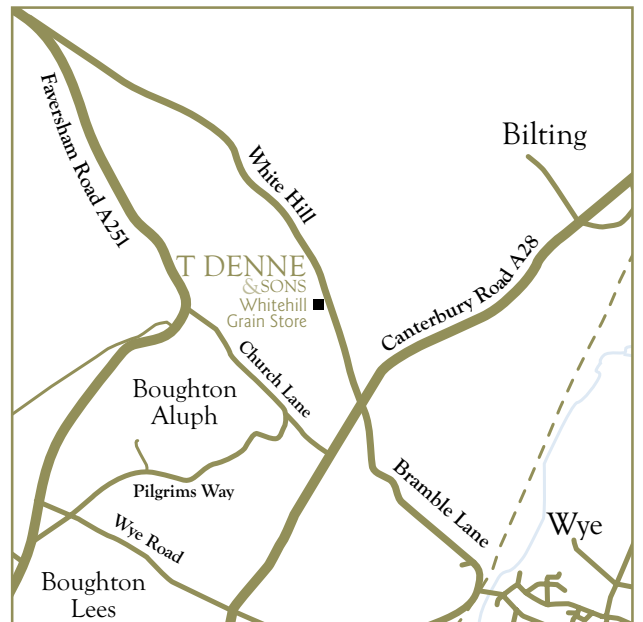 Faversham Road A251
White Hill
Bilting
T DENNE
& SONS
Whitehill
Grain Store
Canterbury Road A28
Church Lane
Boughton
Aluph
Pilgrims Way
Bramble Lane
Wye
Wye Road
Boughton
Lees